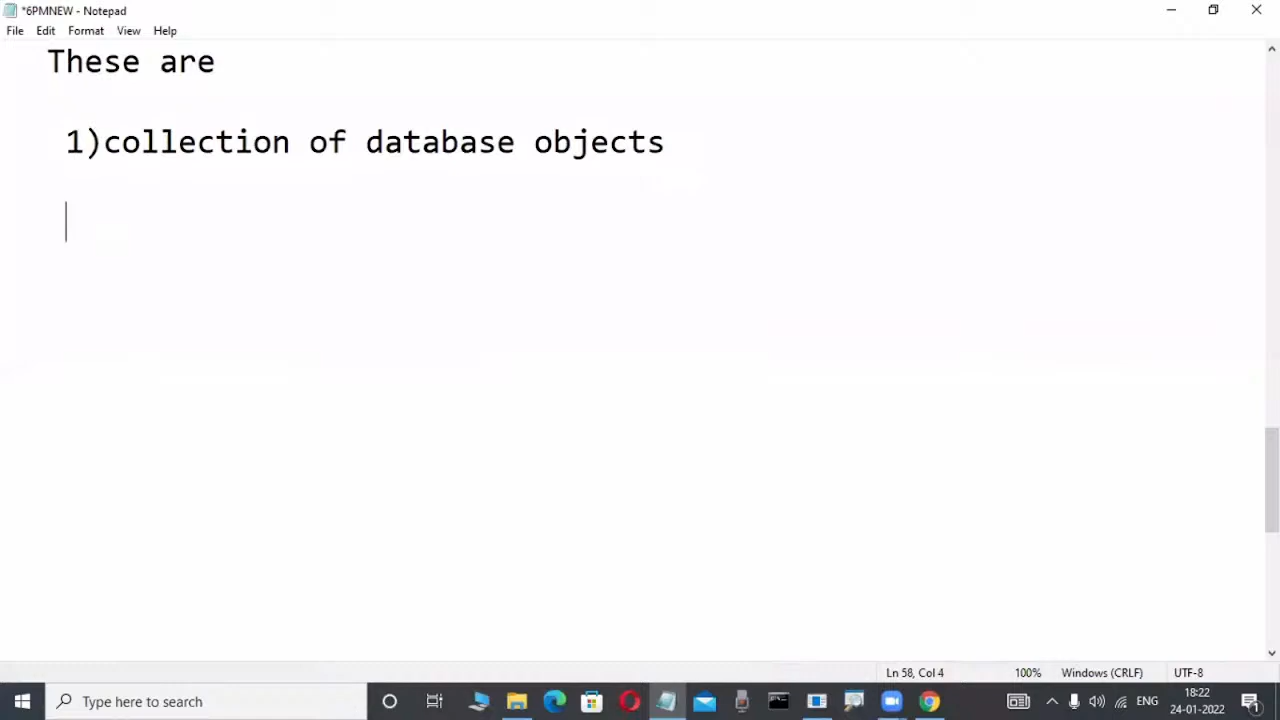 *6PMNEW - Notepad
File Edit Format View Help
These are
1)collection of database objects
Ln 58, Col 4 100% Windows (CRLF) UTF-8
Type here to search
ENG
18:22
24-01-2022
1